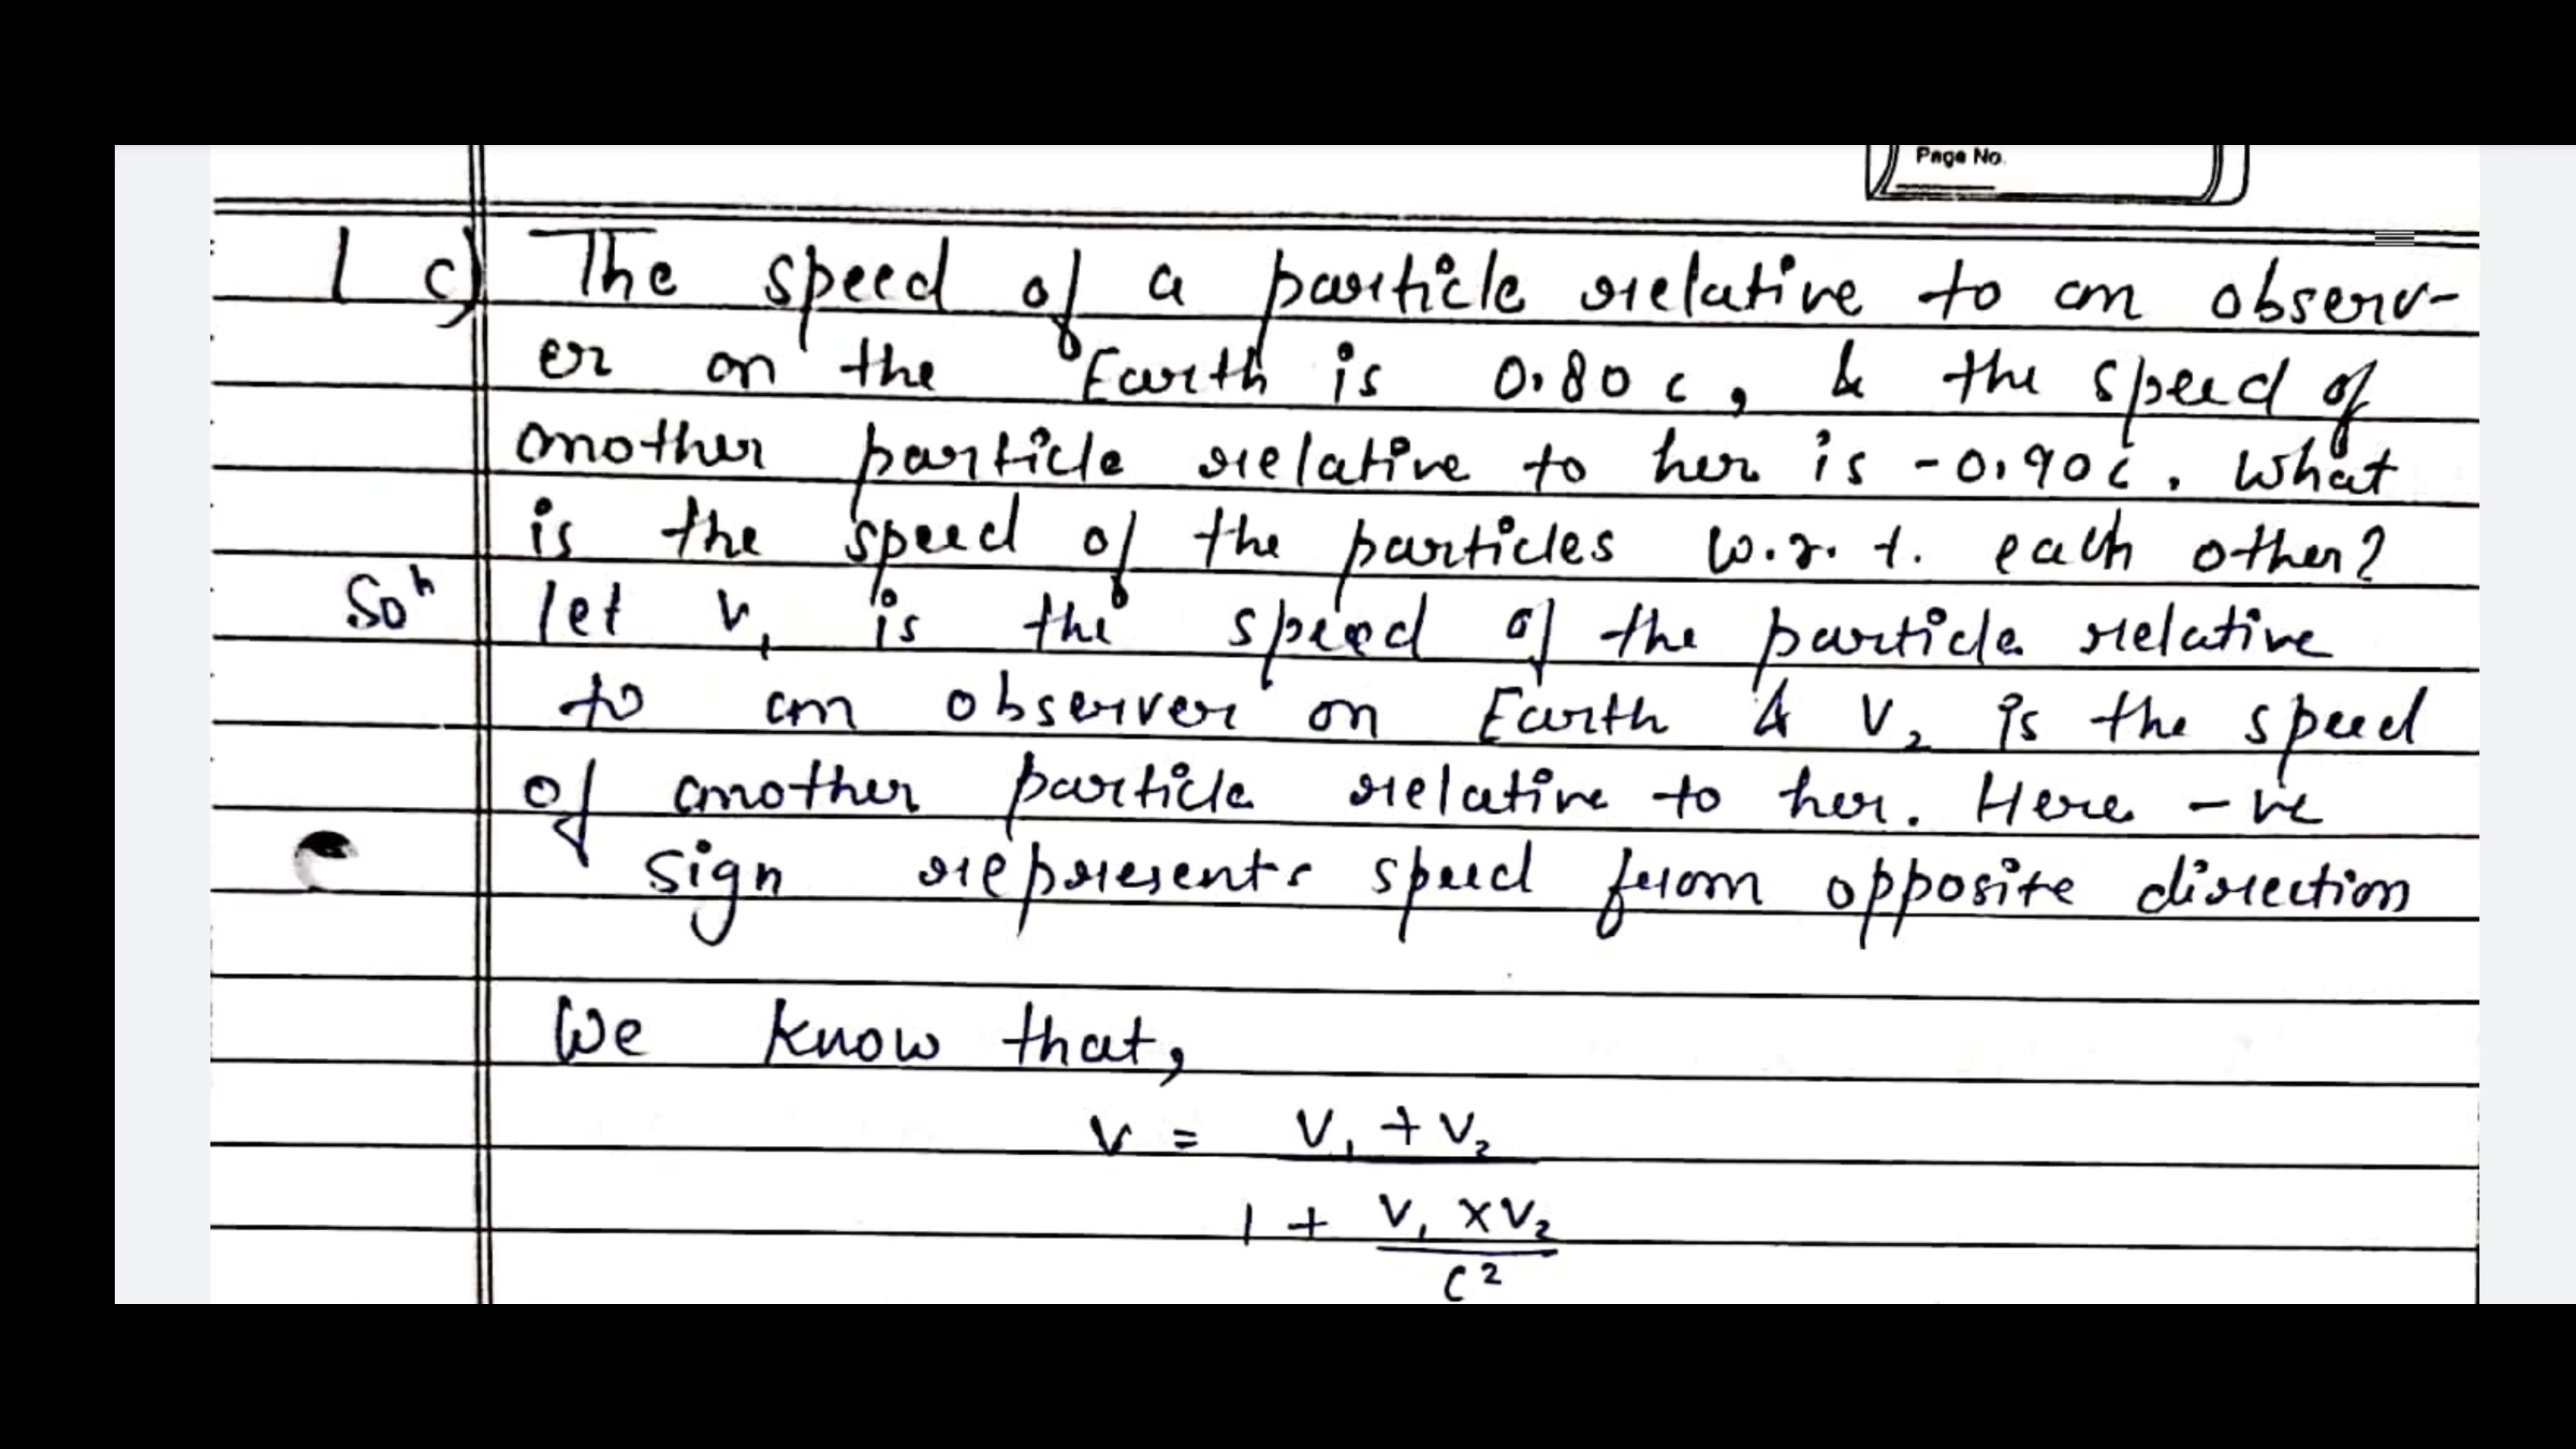 Page No.
1 c) The speed of a particle relative to an observ-
er on the Earth is 0.80 c, & the speed of
another particle relative to her is -0.90c. What
is the speed of the particles w.r.t. each other?
Soⁿ let v₁ is the speed of the particle relative
to an observer on Earth & V₂ is the speed
of another particle relative to her. Here -ve
sign represents speed from opposite direction
We know that,
v = V₁ + V₂
1 + V₁ x V₂
c²